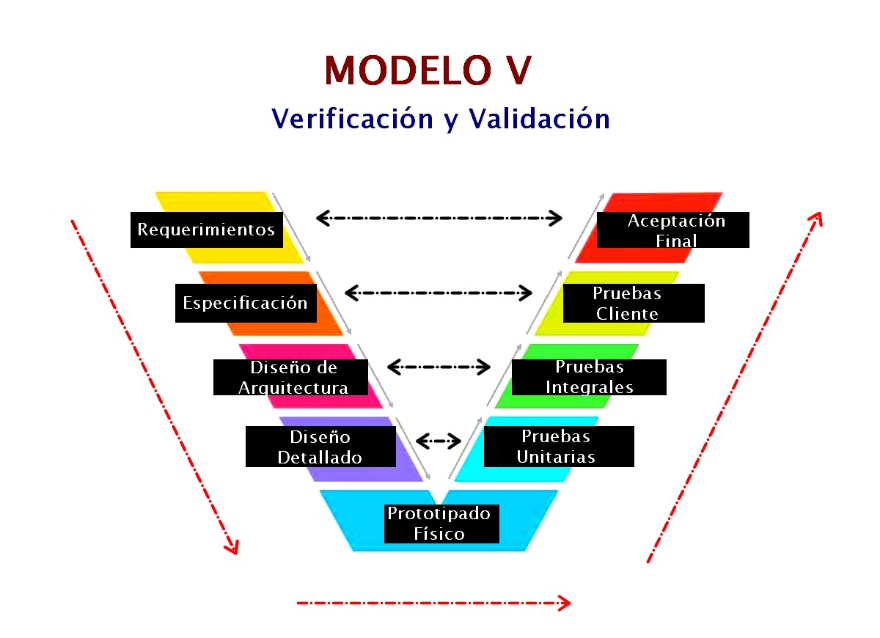 MODELO V
Verificación y Validación
Requerimientos
Aceptación
Final
Especificación
Pruebas
Cliente
Diseño de
Arquitectura
Pruebas
Integrales
Diseño
Detallado
Pruebas
Unitarias
Prototipado
Físico